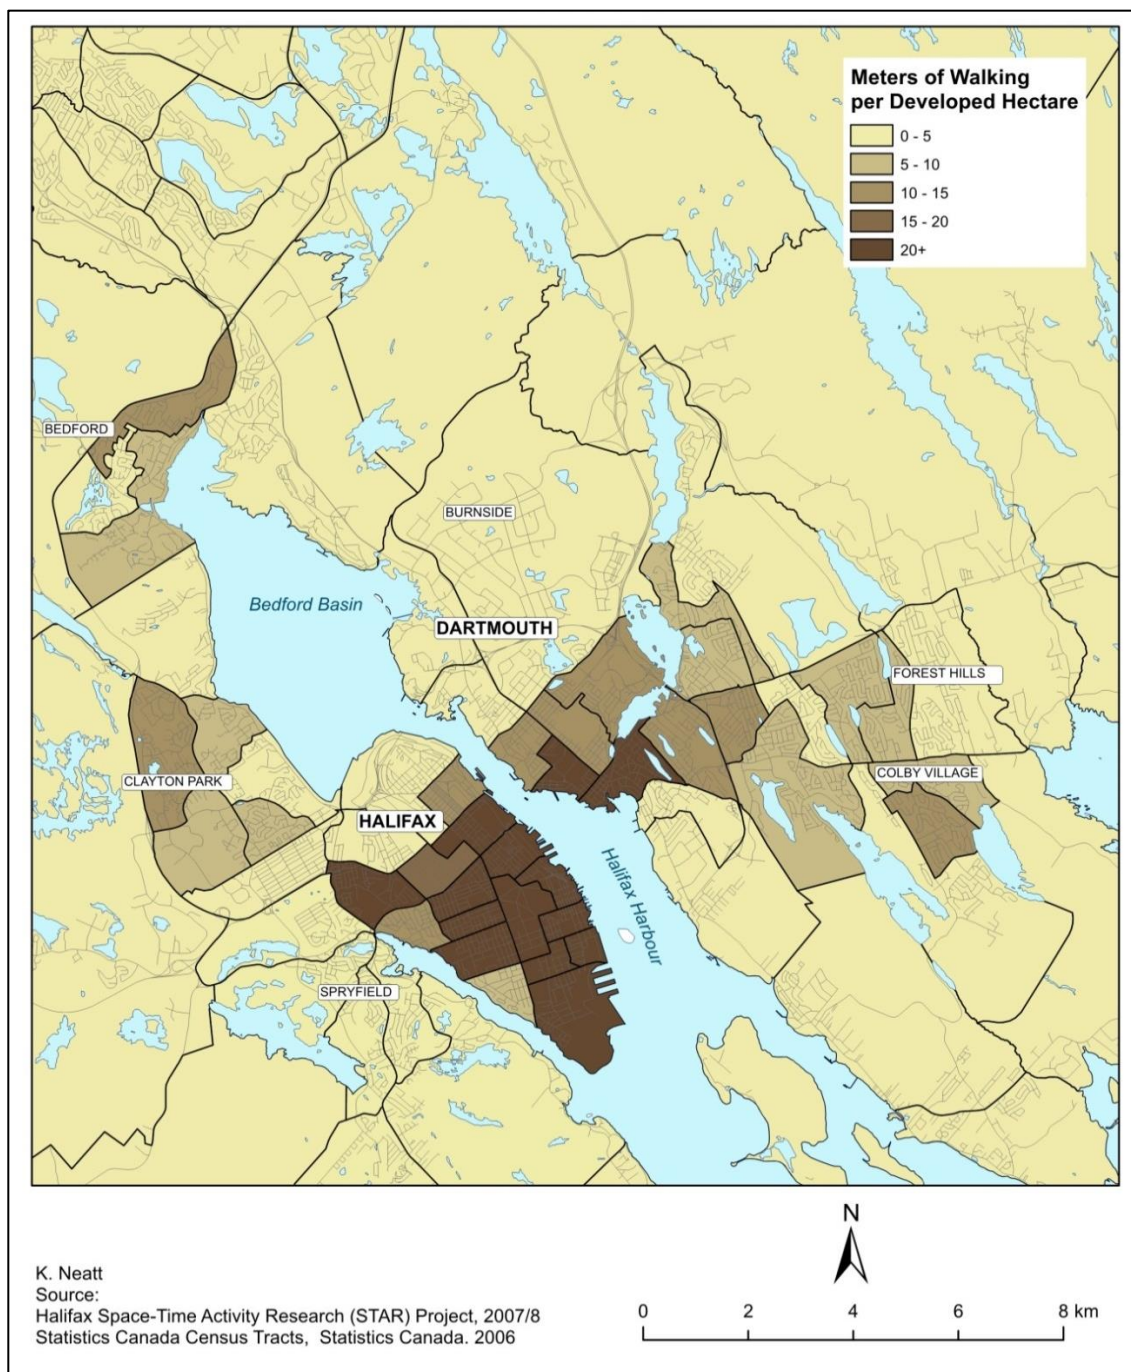 Meters of Walking
per Developed Hectare
0 - 5
5 - 10
10 - 15
15 - 20
20+
BEDFORD
BURNSIDE
Bedford Basin
DARTMOUTH
FOREST HILLS
CLAYTON PARK
COLBY VILLAGE
HALIFAX
Halifax Harbour
SPRYFIELD
N
K. Neatt
Source:
Halifax Space-Time Activity Research (STAR) Project, 2007/8
Statistics Canada Census Tracts, Statistics Canada. 2006
0 2 4 6 8 km